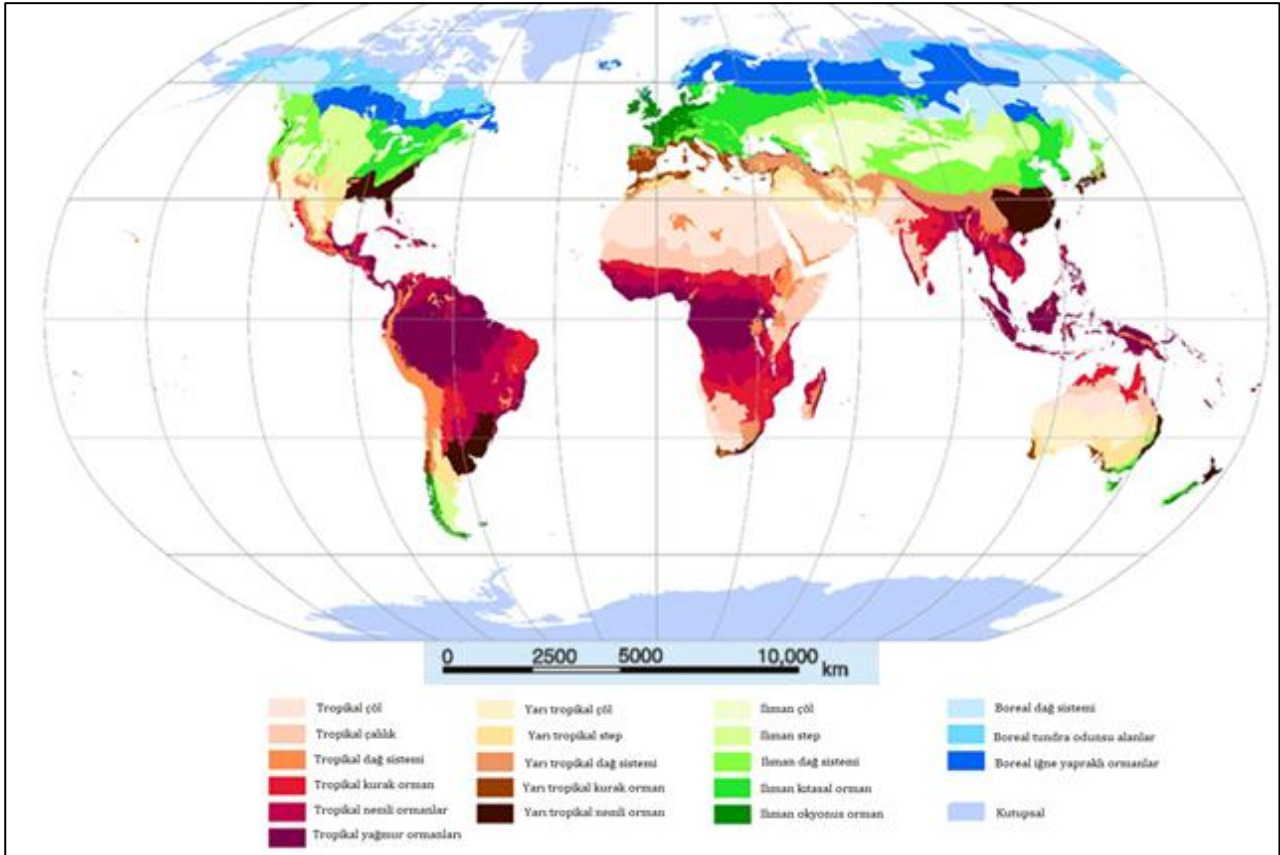 0 2500 5000 10,000 km
Tropikal çöl
Tropikal çalılık
Tropikal dağ sistemi
Tropikal kurak orman
Tropikal nemli ormanlar
Tropikal yağmur ormanları
Yarı tropikal çöl
Yarı tropikal step
Yarı tropikal dağ sistemi
Yarı tropikal kurak orman
Yarı tropikal nemli orman
Ilıman çöl
Ilıman step
Ilıman dağ sistemi
Ilıman kıtasal orman
Ilıman okyonus orman
Boreal dağ sistemi
Boreal tundra odunsu alanlar
Boreal iğne yapraklı ormanlar
Kutupsal